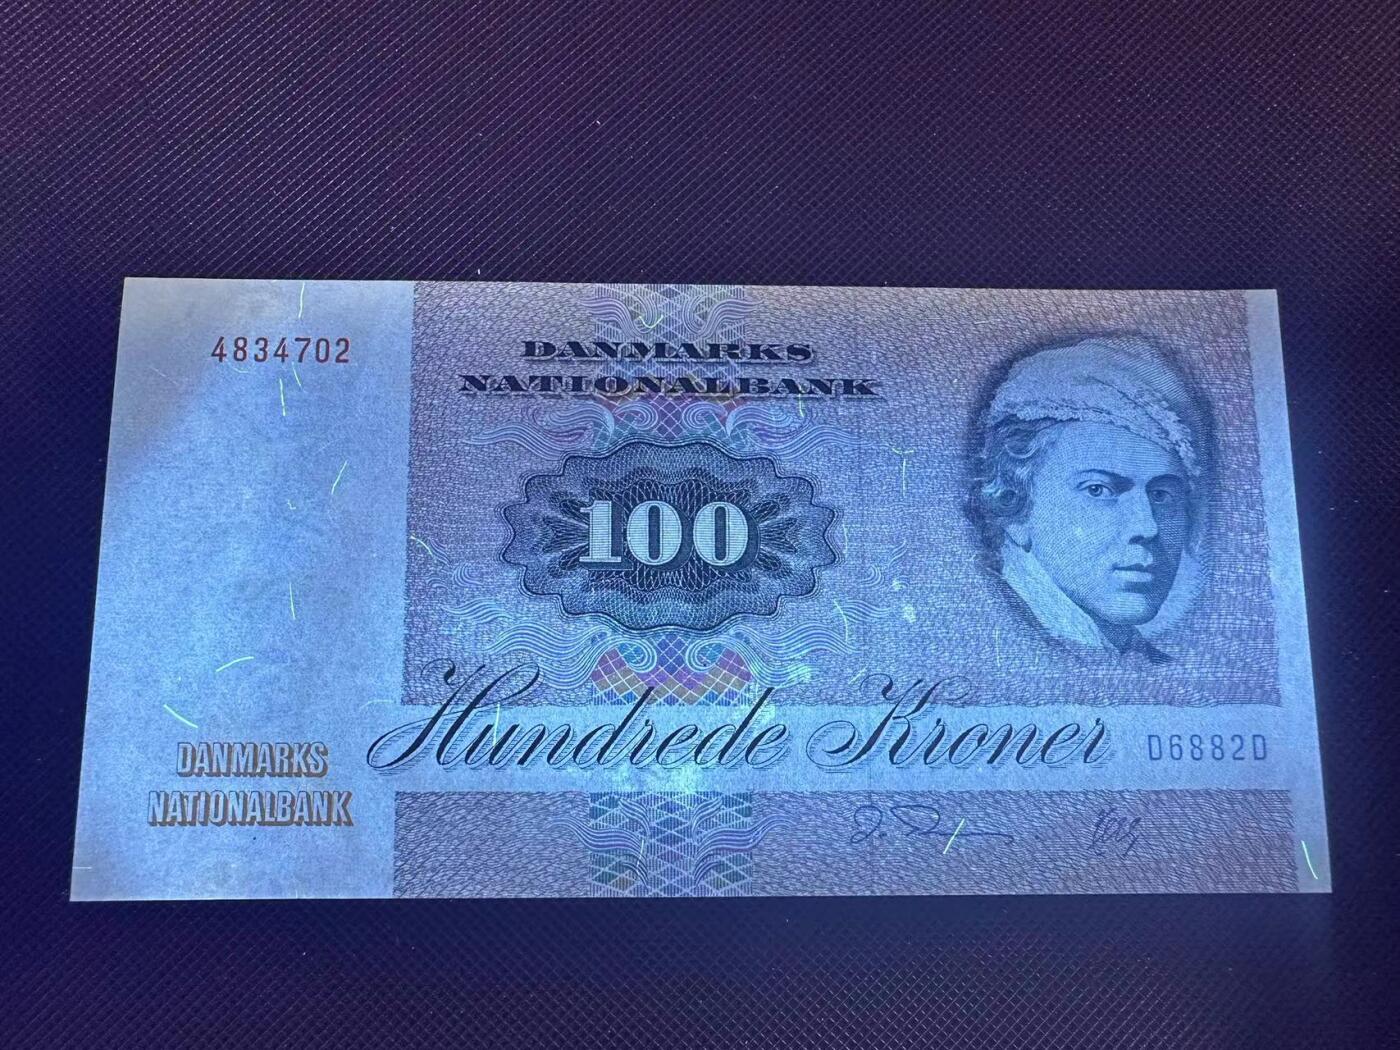 4834702
DANMARKS
NATIONALBANK
100
Hundrede Kroner
D6882D
DANMARKS
NATIONALBANK